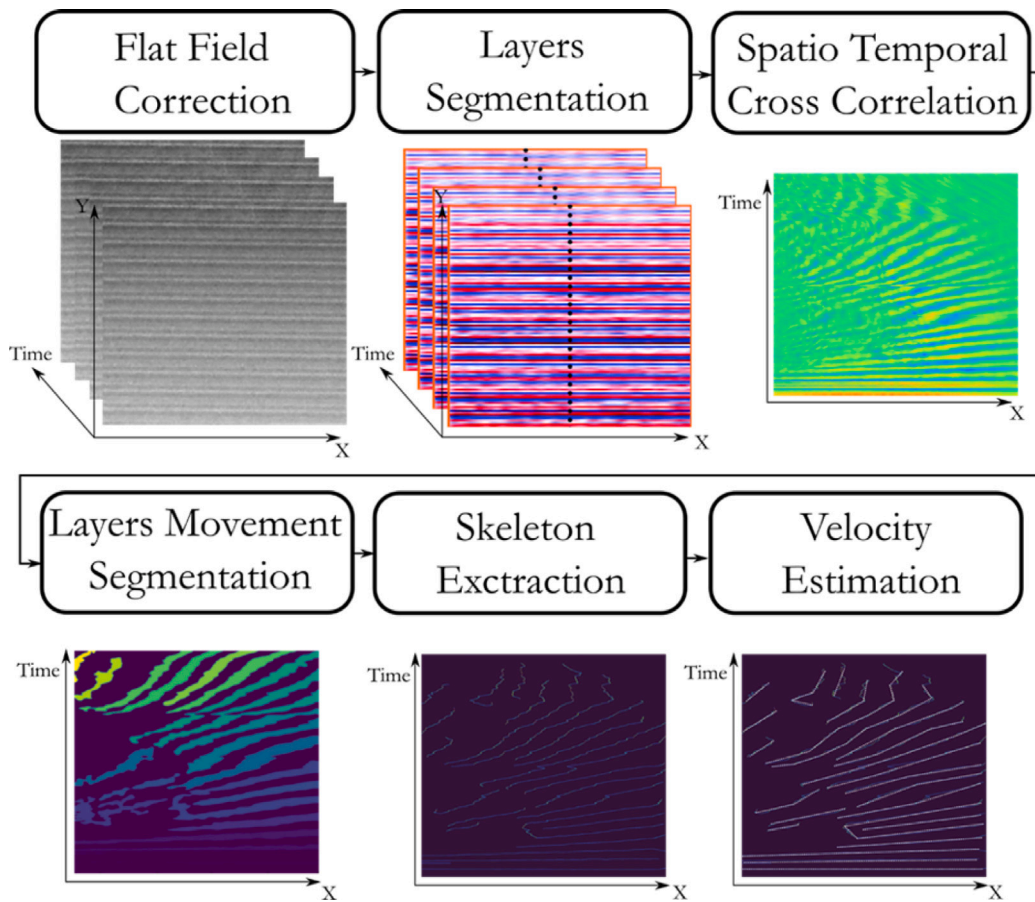 Flat Field
Correction
Layers
Segmentation
Spatio Temporal
Cross Correlation
Y
Time
X
Y
Time
X
Time
X
Layers Movement
Segmentation
Skeleton
Exctraction
Velocity
Estimation
Time
X
Time
X
Time
X